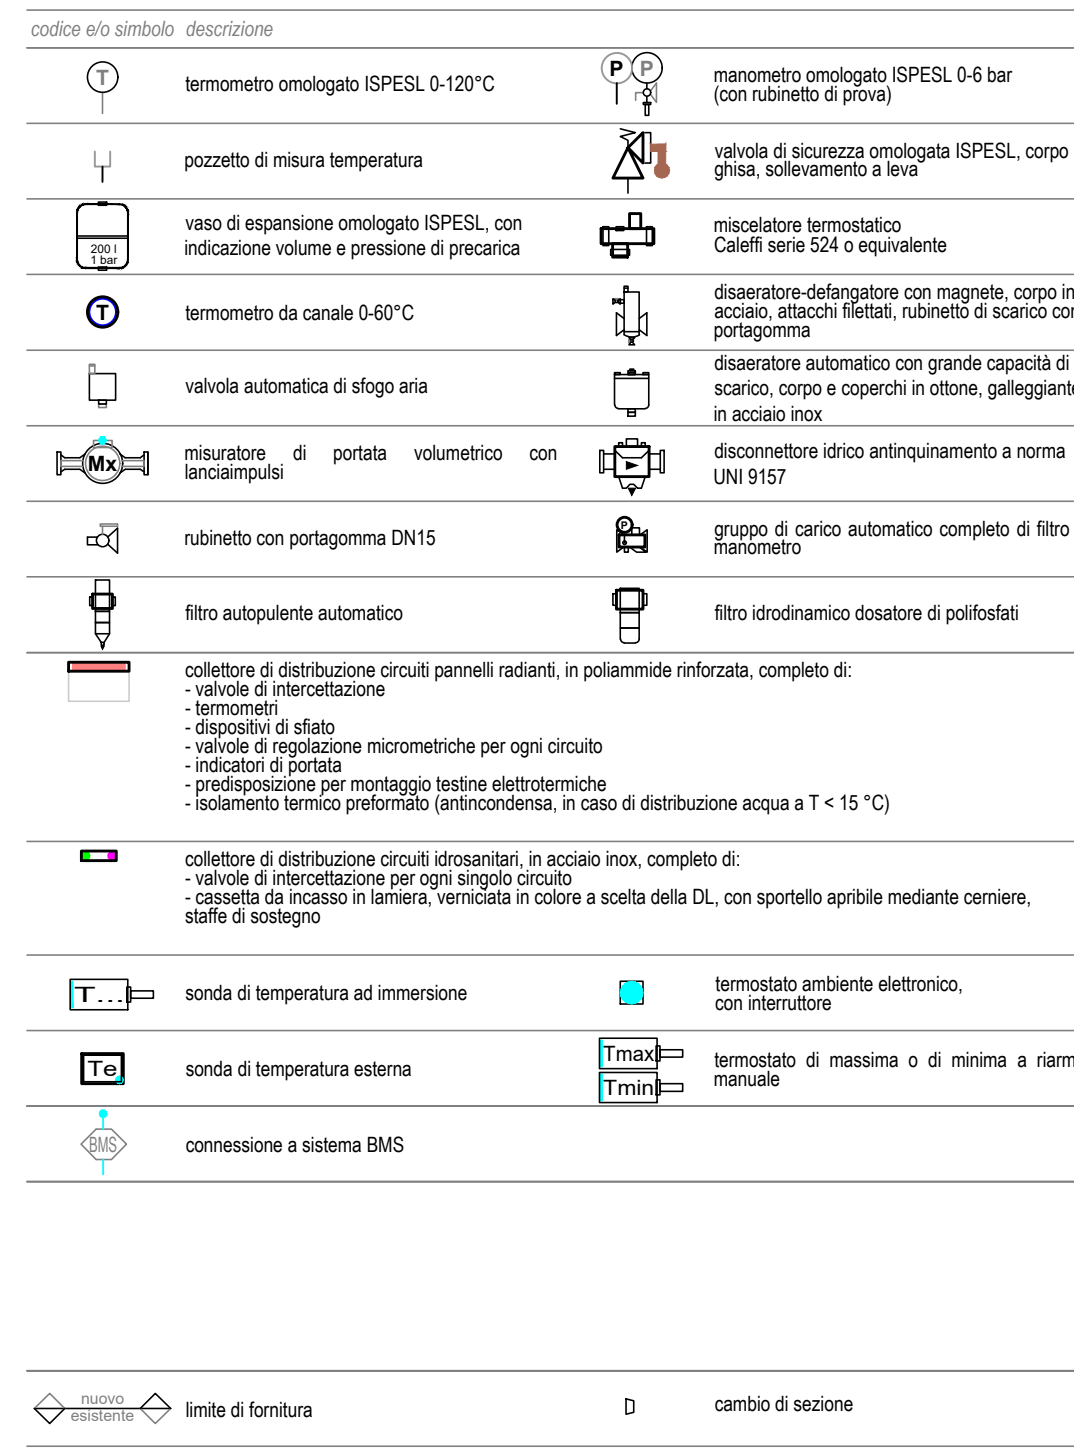 codice e/o simbolo descrizione
T
termometro omologato ISPESL 0-120°C
P P
manometro omologato ISPESL 0-6 bar
(con rubinetto di prova)
pozzetto di misura temperatura
valvola di sicurezza omologata ISPESL, corpo
ghisa, sollevamento a leva
200 l
1 bar
vaso di espansione omologato ISPESL, con
indicazione volume e pressione di precarica
miscelatore termostatico
Caleffi serie 524 o equivalente
T
termometro da canale 0-60°C
disaeratore-defangatore con magnete, corpo in
acciaio, attacchi filettati, rubinetto di scarico con
portagomma
valvola automatica di sfogo aria
disaeratore automatico con grande capacità di
scarico, corpo e coperchi in ottone, galleggiante
in acciaio inox
Mx
misuratore di portata volumetrico con
lanciaimpulsi
disconnettore idrico antinquinamento a norma
UNI 9157
rubinetto con portagomma DN15
P
gruppo di carico automatico completo di filtro
manometro
filtro autopulente automatico
filtro idrodinamico dosatore di polifosfati
collettore di distribuzione circuiti pannelli radianti, in poliammide rinforzata, completo di:
- valvole di intercettazione
- termometri
- dispositivi di sfiato
- valvole di regolazione micrometriche per ogni circuito
- indicatori di portata
- predisposizione per montaggio testine elettrotermiche
- isolamento termico preformato (antincondensa, in caso di distribuzione acqua a T < 15 °C)
collettore di distribuzione circuiti idrosanitari, in acciaio inox, completo di:
- valvole di intercettazione per ogni singolo circuito
- cassetta da incasso in lamiera, verniciata in colore a scelta della DL, con sportello apribile mediante cerniere,
staffe di sostegno
T...
sonda di temperatura ad immersione
termostato ambiente elettronico,
con interruttore
Te
sonda di temperatura esterna
Tmax
Tmin
termostato di massima o di minima a riarm
manuale
BMS
connessione a sistema BMS
nuovo
esistente
limite di fornitura
cambio di sezione